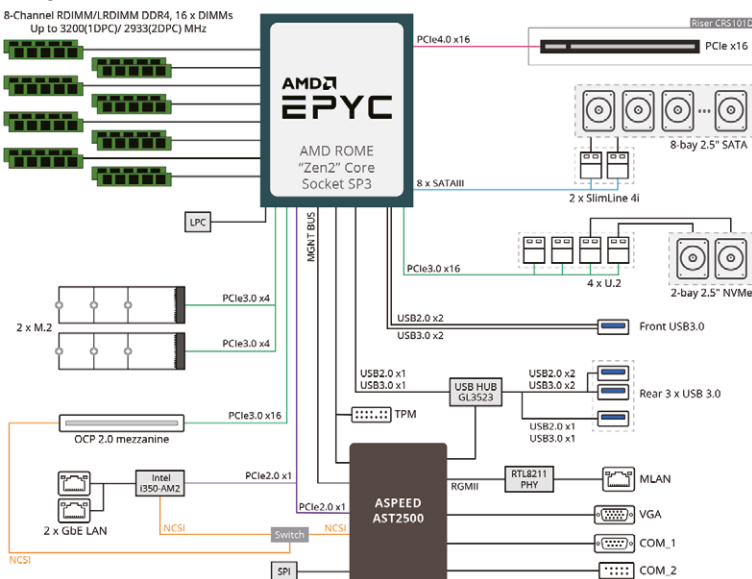 8-Channel RDIMM/LRDIMM DDR4, 16 x DIMMs
Up to 3200(1DPC)/ 2933(2DPC) MHz
Riser CRS101D
PCIe4.0 x16
PCIe x16
AMD
EPYC
AMD ROME
"Zen2" Core
Socket SP3
8-bay 2.5" SATA
8 x SATAIII
2 x SlimLine 4i
LPC
MGNT BUS
PCIe3.0 x16
4 x U.2
2-bay 2.5" NVMe
PCIe3.0 x4
2 x M.2
PCIe3.0 x4
USB2.0 x2
USB3.0 x2
Front USB3.0
USB2.0 x1
USB3.0 x1
USB HUB
GL3523
USB2.0 x2
USB3.0 x2
Rear 3 x USB 3.0
USB2.0 x1
USB3.0 x1
PCIe3.0 x16
OCP 2.0 mezzanine
TPM
Intel
i350-AM2
PCIe2.0 x1
2 x GbE LAN
PCIe2.0 x1
ASPEED
AST2500
RGMII
RTL8211
PHY
MLAN
VGA
NCSI
Switch
NCSI
COM_1
NCSI
SPI
COM_2